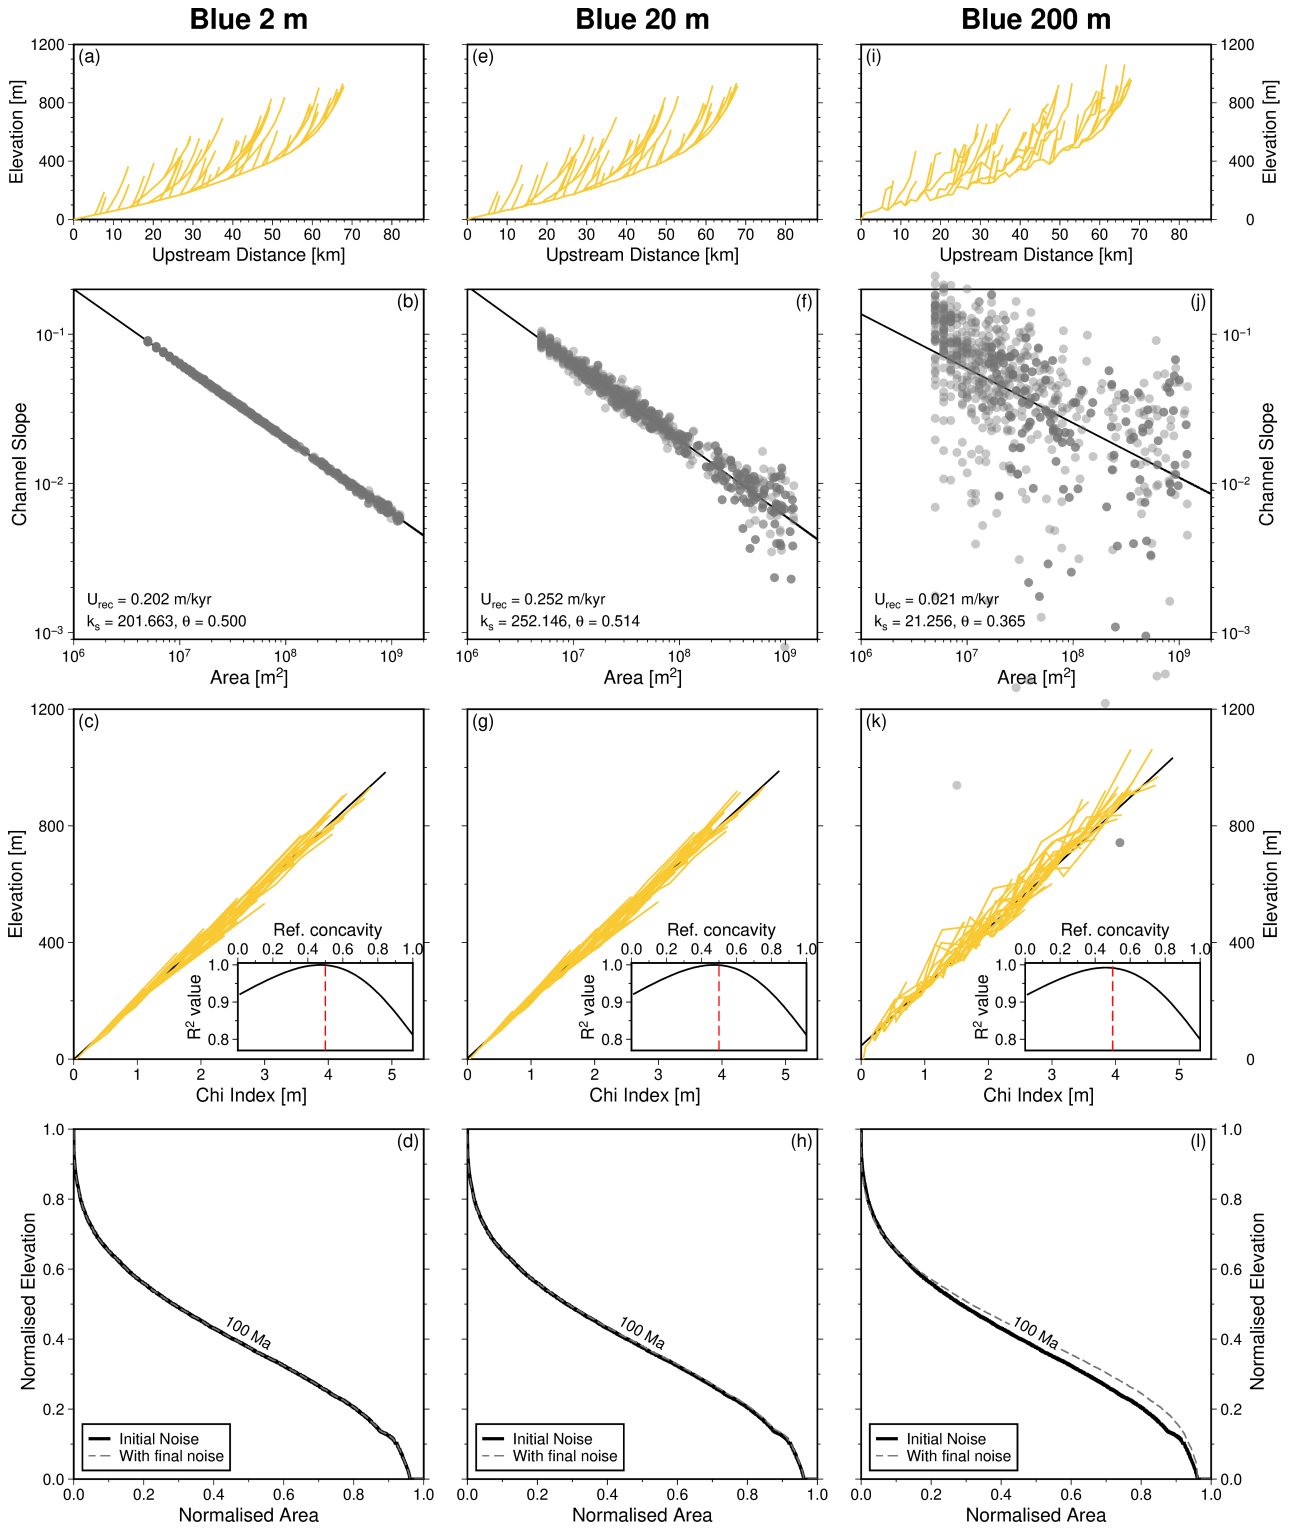 Blue 2 m
Blue 20 m
Blue 200 m
(a)
(e)
(i)
1200
800
400
0
Elevation [m]
1200
800
400
0
Elevation [m]
0 10 20 30 40 50 60 70 80
0 10 20 30 40 50 60 70 80
0 10 20 30 40 50 60 70 80
Upstream Distance [km]
Upstream Distance [km]
Upstream Distance [km]
(b)
(f)
(j)
10⁻¹
10⁻²
10⁻³
Channel Slope
10⁻¹
10⁻²
10⁻³
Channel Slope
U_rec = 0.202 m/kyr
k_s = 201.663, θ = 0.500
U_rec = 0.252 m/kyr
k_s = 252.146, θ = 0.514
U_rec = 0.021 m/kyr
k_s = 21.256, θ = 0.365
10⁶ 10⁷ 10⁸ 10⁹
10⁶ 10⁷ 10⁸ 10⁹
10⁶ 10⁷ 10⁸ 10⁹
Area [m²]
Area [m²]
Area [m²]
(c)
(g)
(k)
1200
800
400
0
Elevation [m]
1200
800
400
0
Elevation [m]
Ref. concavity
0.0 0.2 0.4 0.6 0.8 1.0
1.0
0.9
0.8
R² value
Ref. concavity
0.0 0.2 0.4 0.6 0.8 1.0
1.0
0.9
0.8
R² value
Ref. concavity
0.0 0.2 0.4 0.6 0.8 1.0
1.0
0.9
0.8
R² value
0 1 2 3 4 5
0 1 2 3 4 5
0 1 2 3 4 5
Chi Index [m]
Chi Index [m]
Chi Index [m]
(d)
(h)
(l)
1.0
0.8
0.6
0.4
0.2
0.0
Normalised Elevation
1.0
0.8
0.6
0.4
0.2
0.0
Normalised Elevation
100 Ma
100 Ma
100 Ma
Initial Noise
With final noise
Initial Noise
With final noise
Initial Noise
With final noise
0.0 0.2 0.4 0.6 0.8 1.0
0.0 0.2 0.4 0.6 0.8 1.0
0.0 0.2 0.4 0.6 0.8 1.0
Normalised Area
Normalised Area
Normalised Area